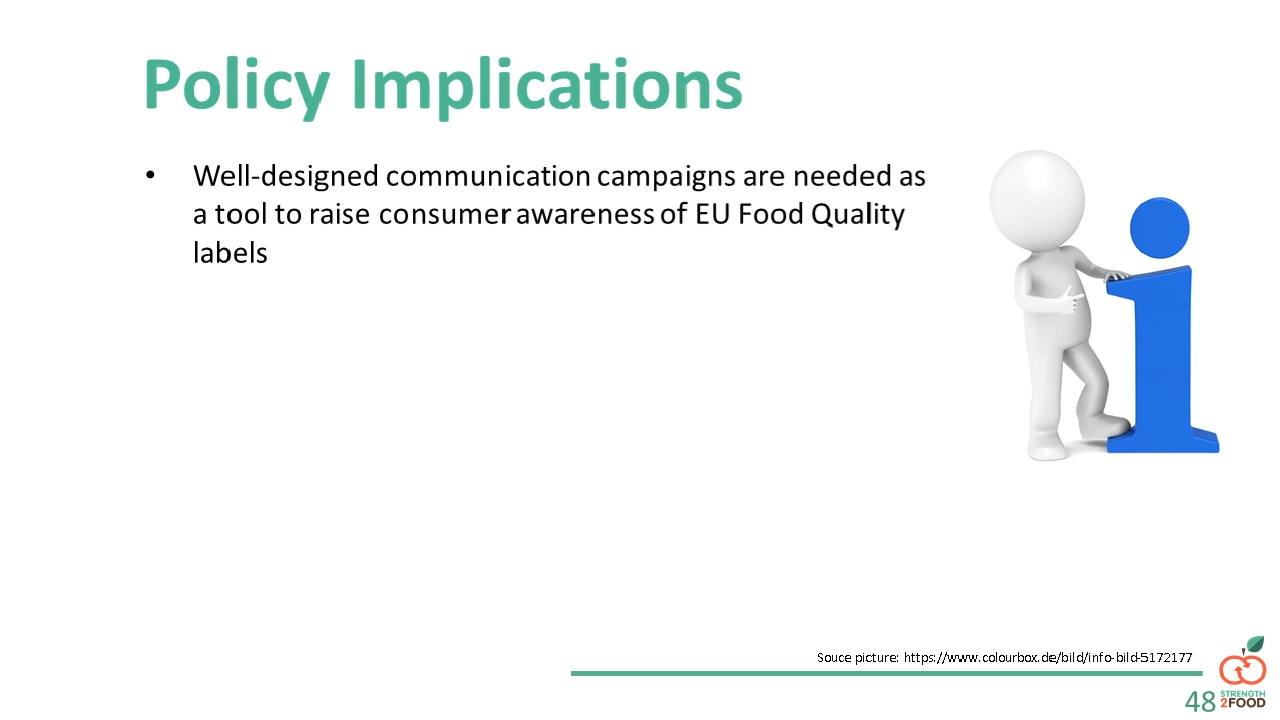 Policy Implications
• Well-designed communication campaigns are needed as
a tool to raise consumer awareness of EU Food Quality
labels
Souce picture: https://www.colourbox.de/bild/info-bild-5172177
48
STRENGTH
2FOOD